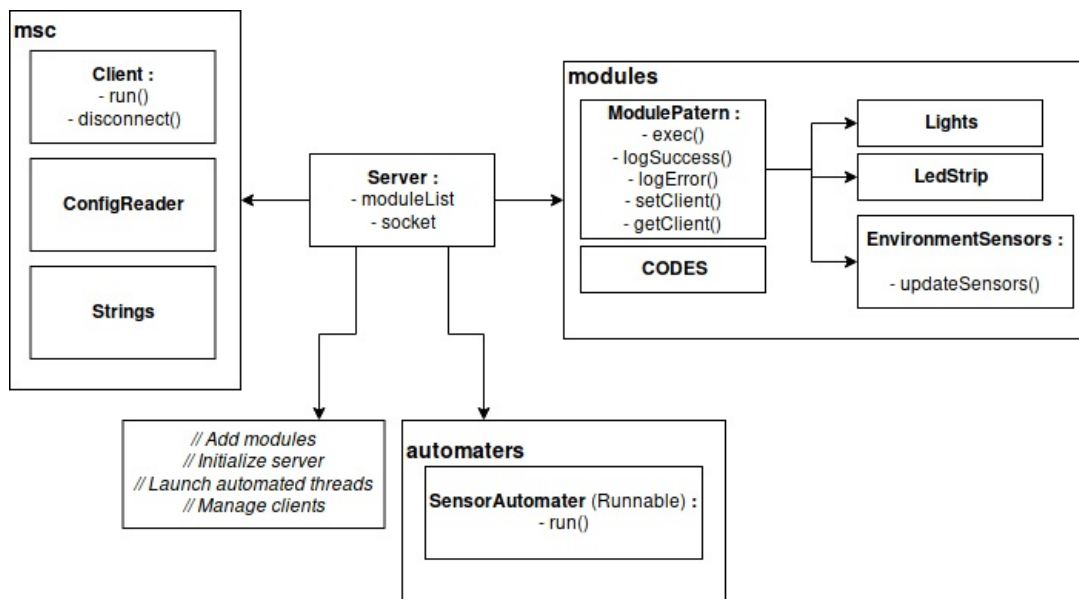 msc
Client :
- run()
- disconnect()
ConfigReader
Strings
Server :
- moduleList
- socket
modules
ModulePatern :
- exec()
- logSuccess()
- logError()
- setClient()
- getClient()
CODES
Lights
LedStrip
EnvironmentSensors :
- updateSensors()
// Add modules
// Initialize server
// Launch automated threads
// Manage clients
automaters
SensorAutomater (Runnable) :
- run()